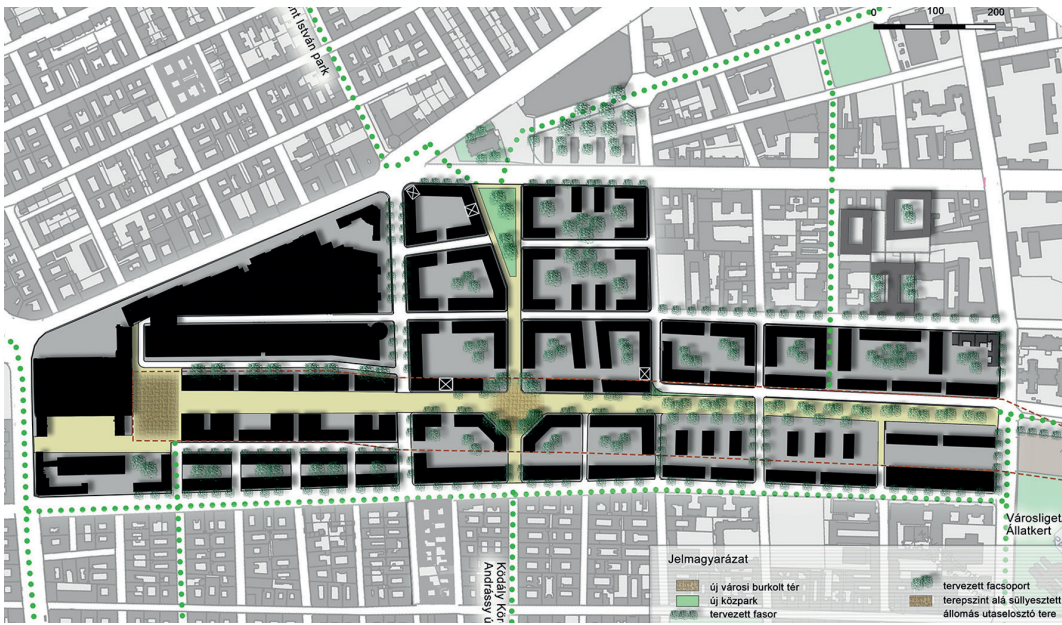 0 100 200
nt István park
Városliget
Állatkert
Kodály Kör
Andrássy ú
Jelmagyarázat
új városi burkolt tér
új közpark
tervezett fasor
tervezett facsoport
terepszint alá süllyesztett
állomás utaselosztó tere